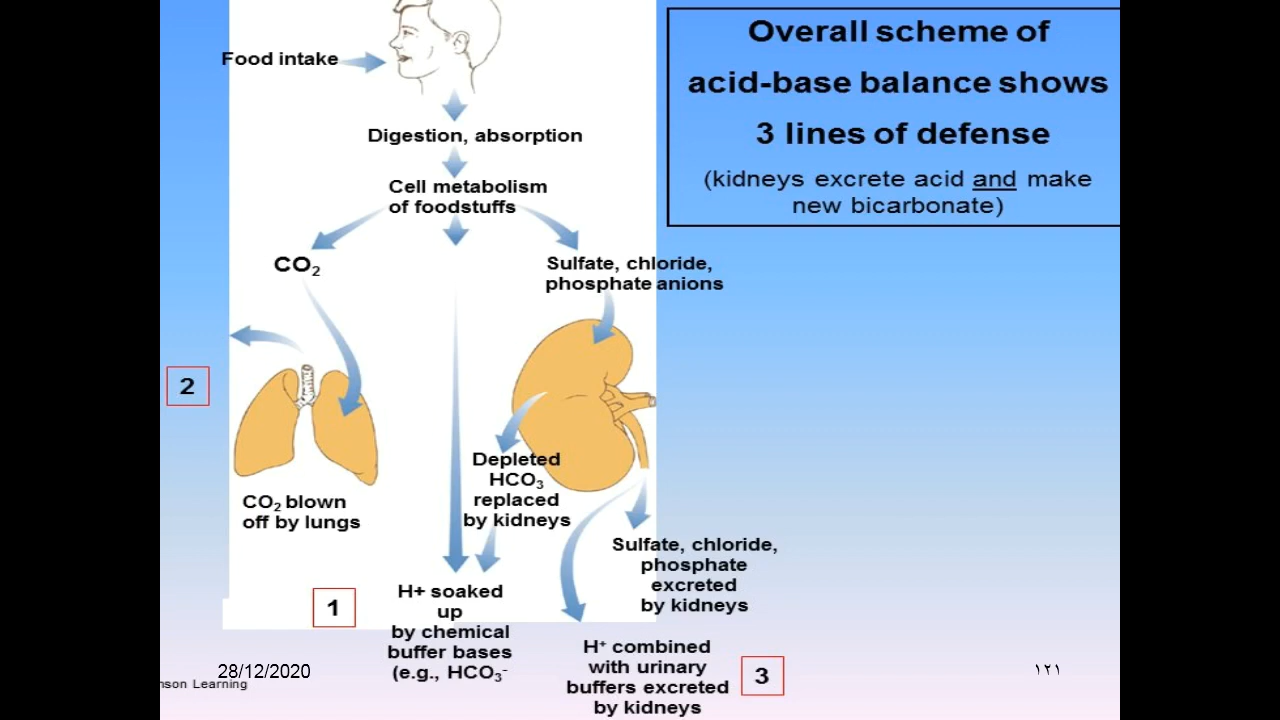 Overall scheme of
acid-base balance shows
3 lines of defense
(kidneys excrete acid and make
new bicarbonate)
Food intake
Digestion, absorption
Cell metabolism
of foodstuffs
CO₂
Sulfate, chloride,
phosphate anions
2
CO₂ blown
off by lungs
Depleted
HCO₃
replaced
by kidneys
Sulfate, chloride,
phosphate
excreted
by kidneys
1
H+ soaked
up
by chemical
buffer bases
(e.g., HCO₃⁻
H⁺ combined
with urinary
buffers excreted
by kidneys
3
28/12/2020
nson Learning
١٢١